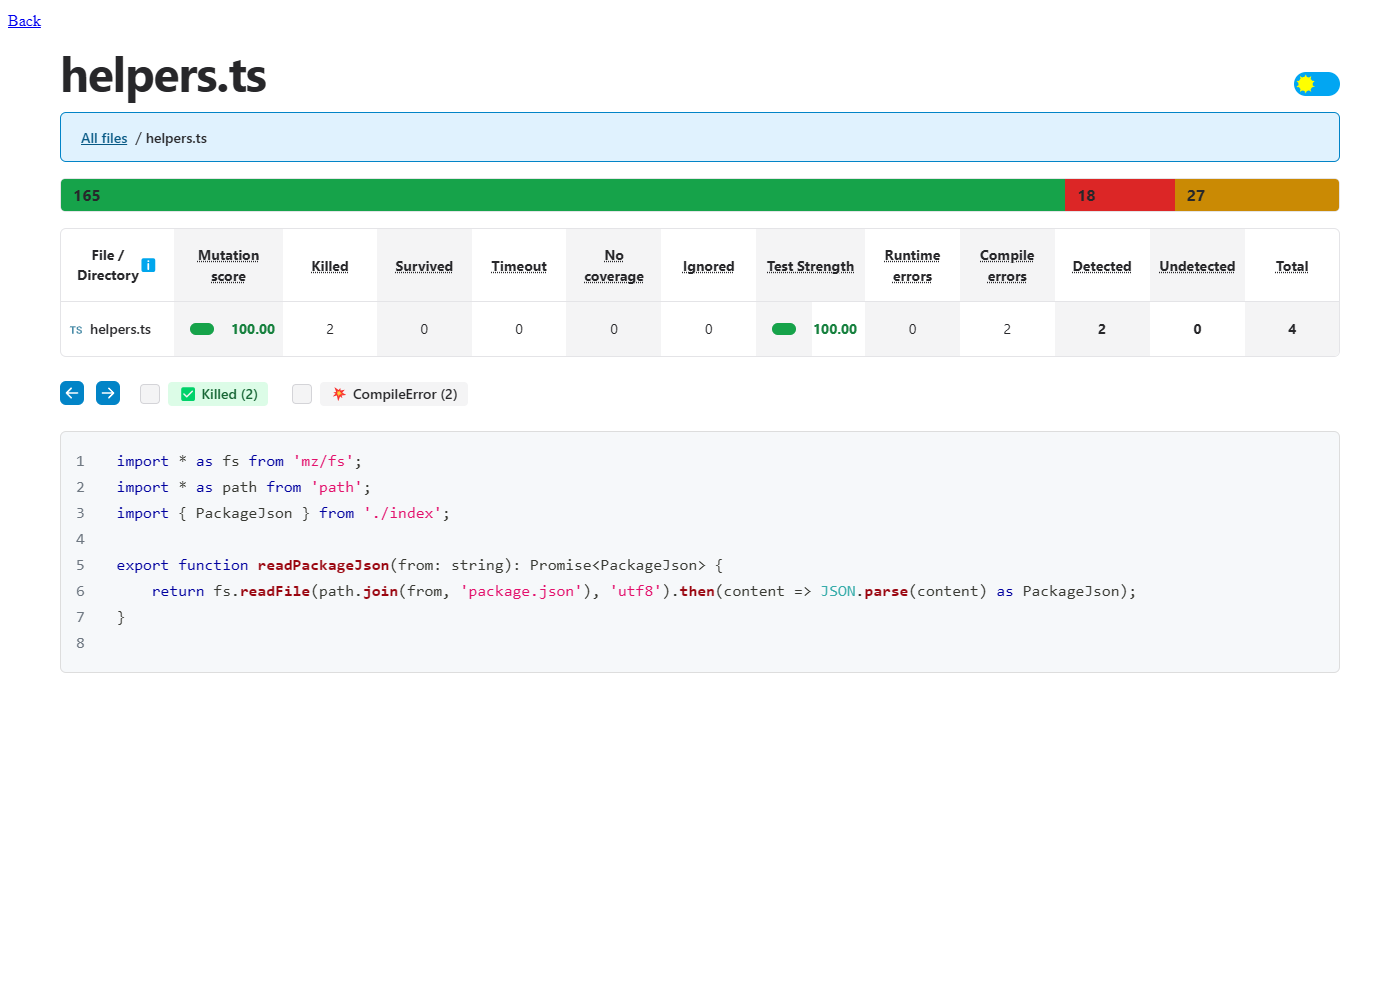 Back
helpers.ts
All files / helpers.ts
165 18 27
File / Directory i Mutation score Killed Survived Timeout No coverage Ignored Test Strength Runtime errors Compile errors Detected Undetected Total
TS helpers.ts 100.00 2 0 0 0 0 100.00 0 2 2 0 4
Killed (2) CompileError (2)
1 import * as fs from 'mz/fs';
2 import * as path from 'path';
3 import { PackageJson } from './index';
4
5 export function readPackageJson(from: string): Promise<PackageJson> {
6     return fs.readFile(path.join(from, 'package.json'), 'utf8').then(content => JSON.parse(content) as PackageJson);
7 }
8